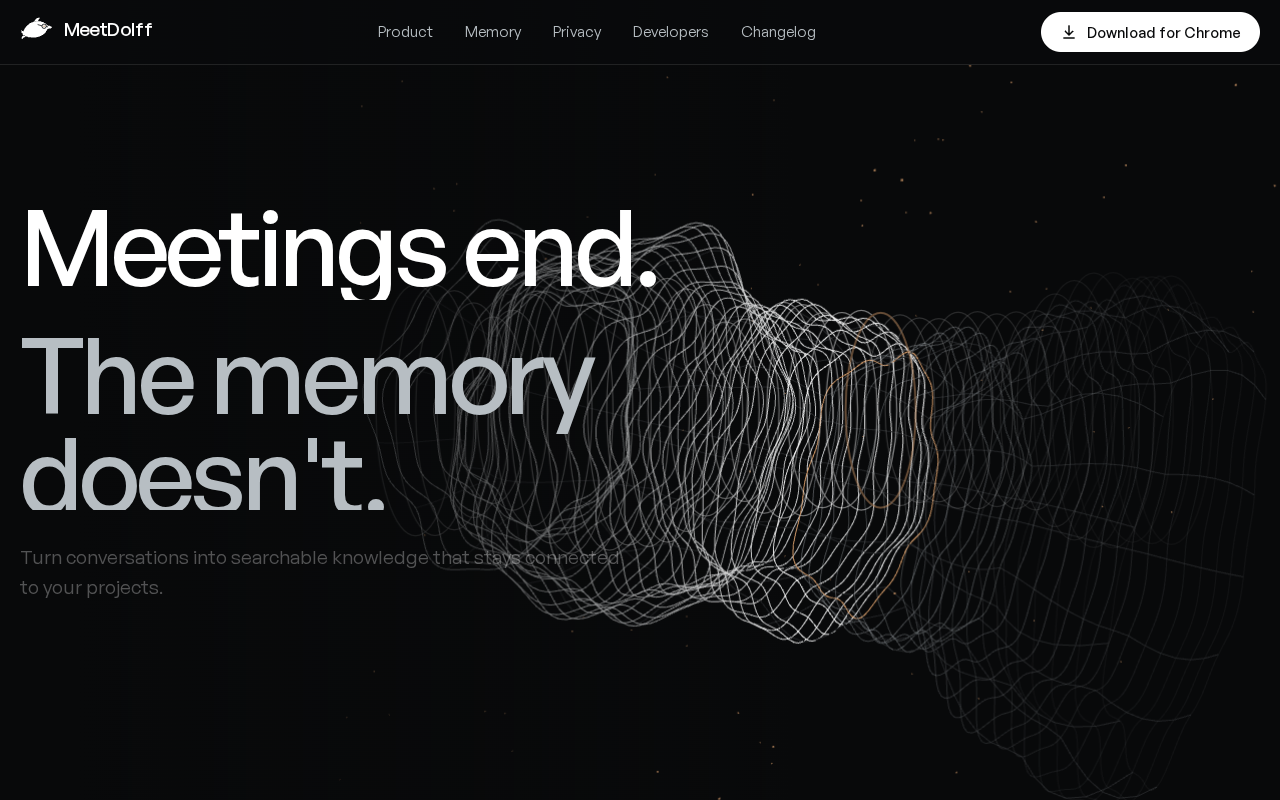 MeetDolff
Product
Memory
Privacy
Developers
Changelog
Download for Chrome
Meetings end.
The memory
doesn't.
Turn conversations into searchable knowledge that stays connected
to your projects.